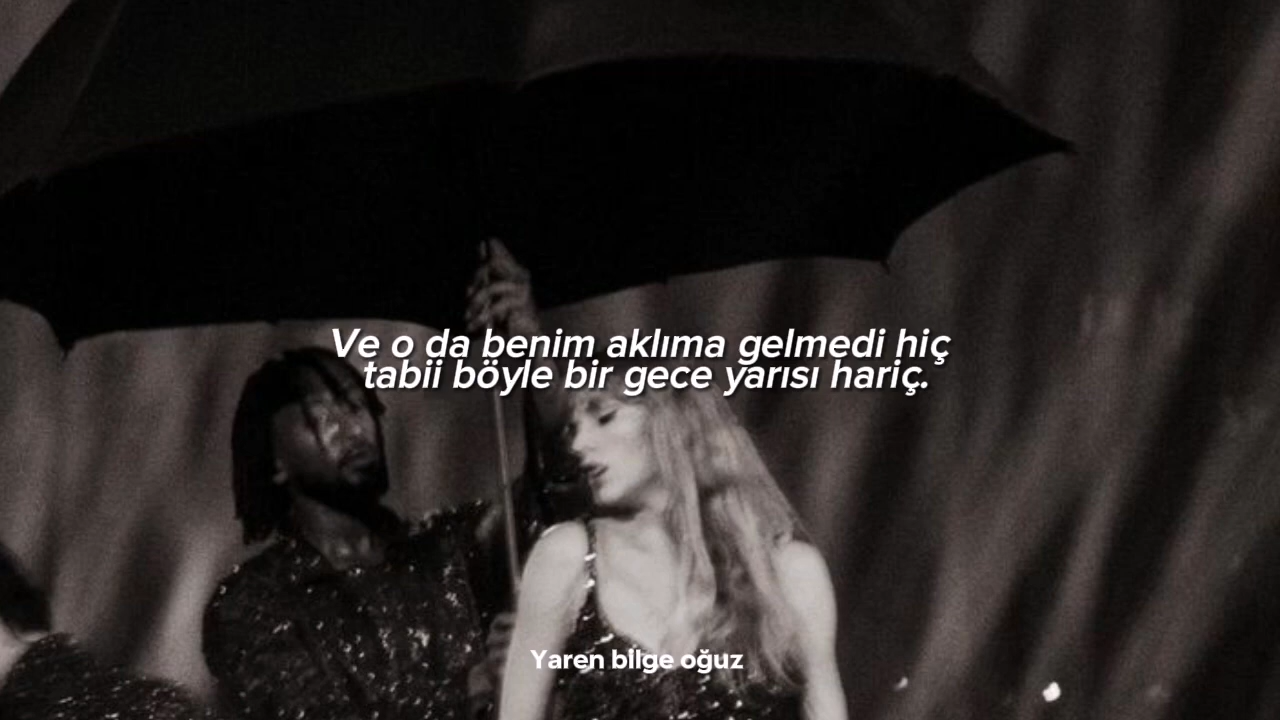 Ve o da benim aklıma gelmedi hiç
tabii böyle bir gece yarısı hariç.
Yaren bilge oğuz